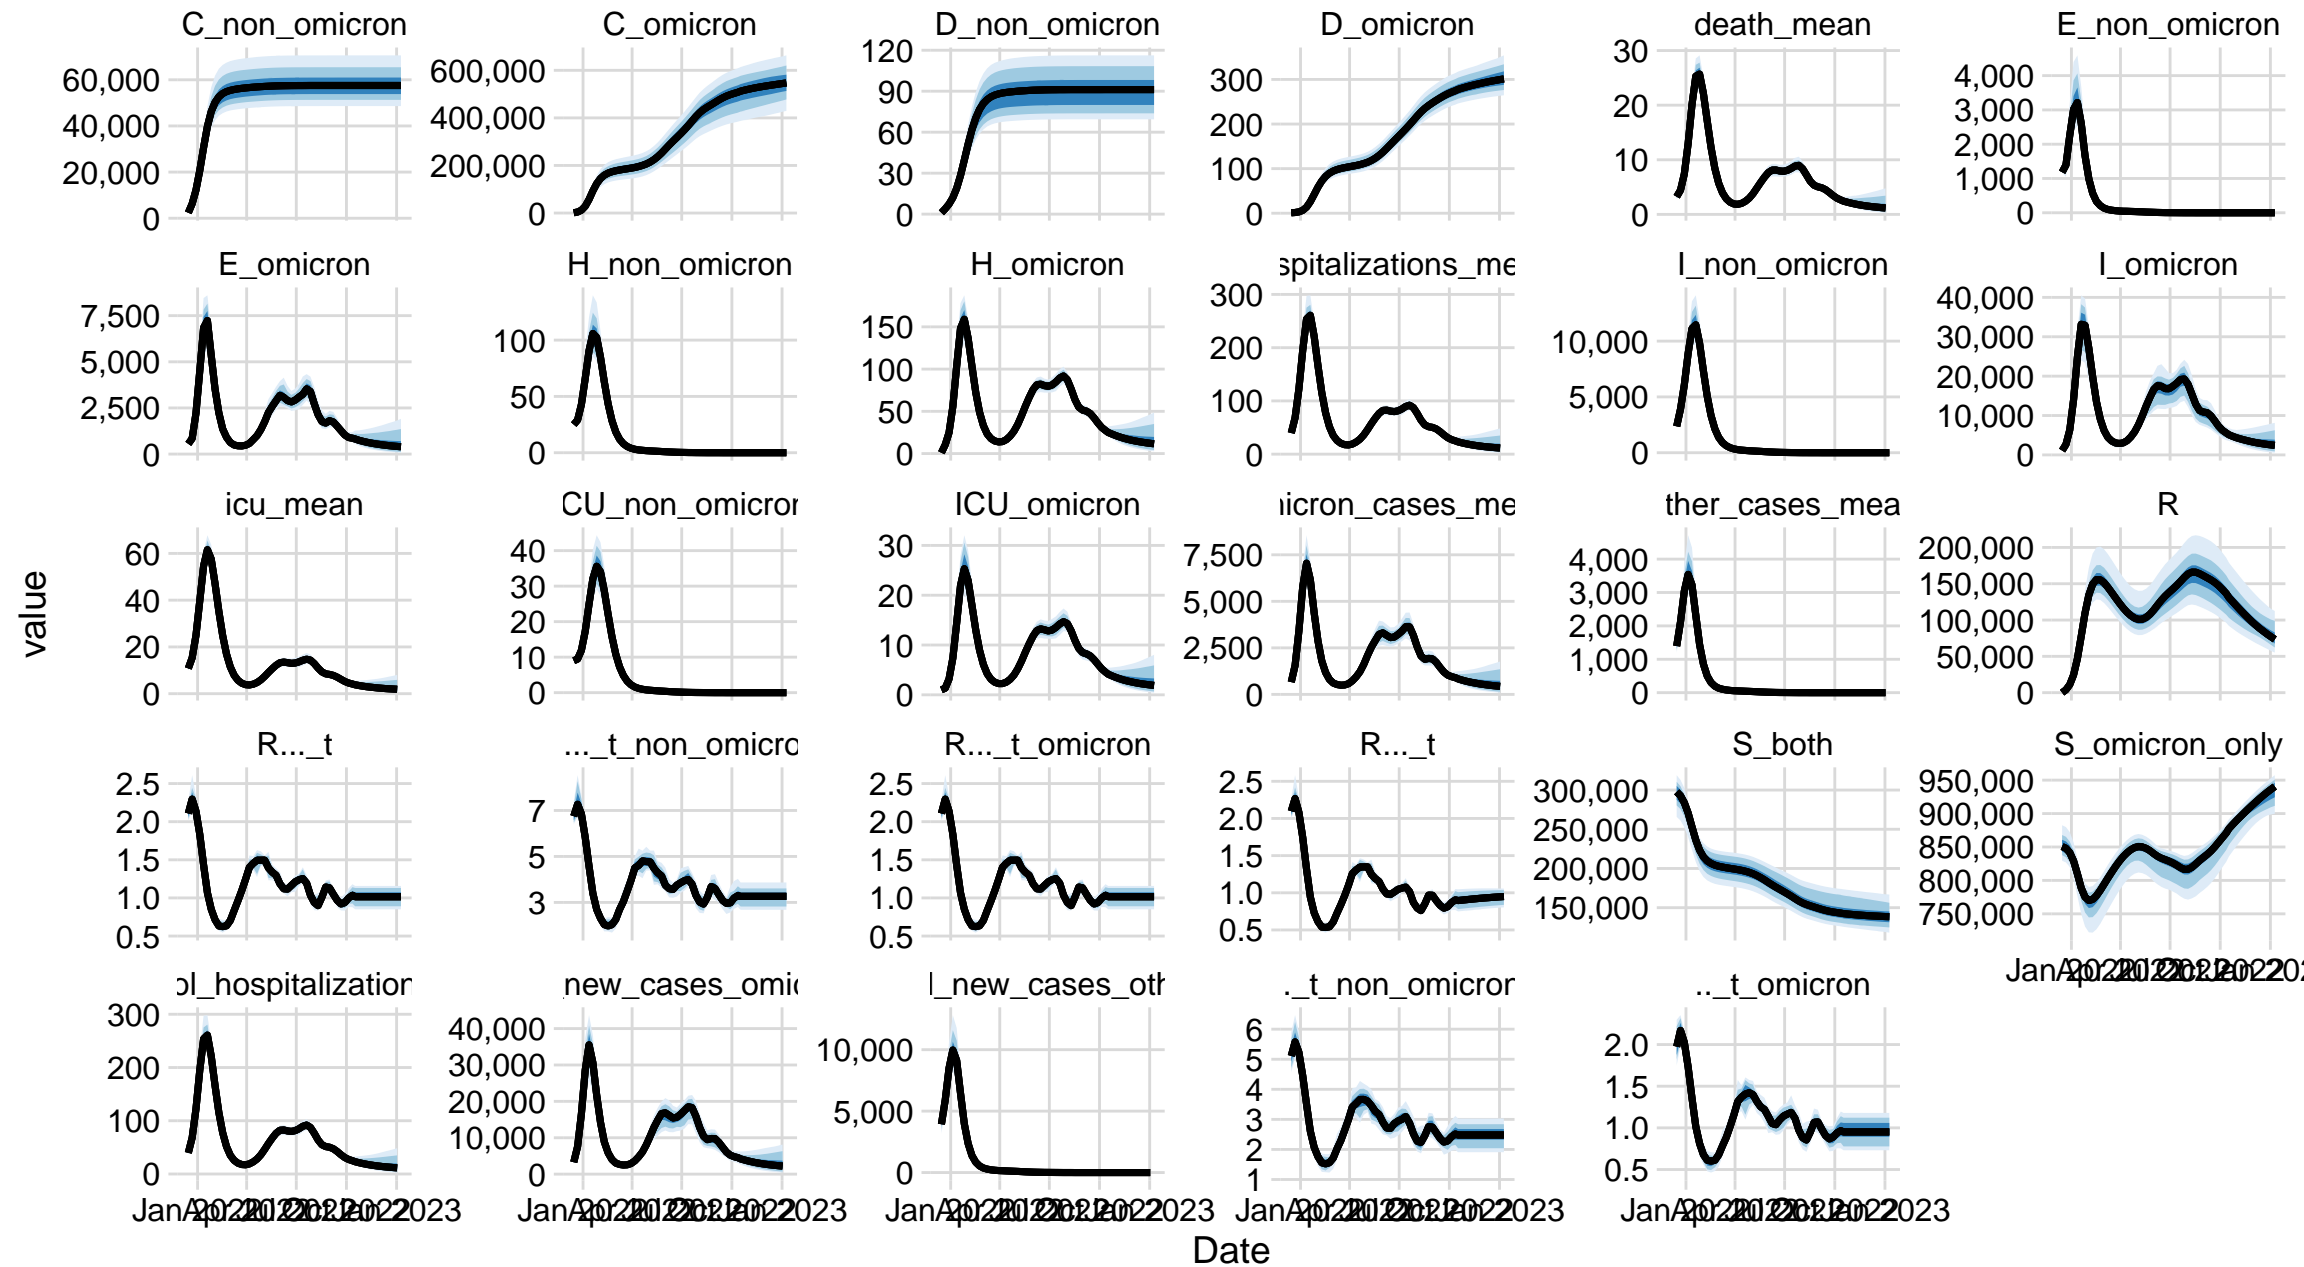 C_non_omicron C_omicron D_non_omicron D_omicron death_mean E_non_omicron
60,000 40,000 20,000 0
600,000 400,000 200,000 0
120 90 60 30 0
300 200 100 0
30 20 10 0
4,000 3,000 2,000 1,000 0
E_omicron H_non_omicron H_omicron spitalizations_me I_non_omicron I_omicron
7,500 5,000 2,500 0
100 50 0
150 100 50 0
300 200 100 0
10,000 5,000 0
40,000 30,000 20,000 10,000 0
icu_mean CU_non_omicron ICU_omicron icron_cases_me ther_cases_mea R
60 40 20 0
40 30 20 10 0
30 20 10 0
7,500 5,000 2,500 0
4,000 3,000 2,000 1,000 0
200,000 150,000 100,000 50,000 0
value
R..._t ..._t_non_omicro R..._t_omicron R..._t S_both S_omicron_only
2.5 2.0 1.5 1.0 0.5
7 5 3
2.5 2.0 1.5 1.0 0.5
2.5 2.0 1.5 1.0 0.5
300,000 250,000 200,000 150,000
950,000 900,000 850,000 800,000 750,000
ol_hospitalization new_cases_omic l_new_cases_oth ._t_non_omicron .._t_omicron
300 200 100 0
40,000 30,000 20,000 10,000 0
10,000 5,000 0
6 5 4 3 2 1
2.0 1.5 1.0 0.5
Date